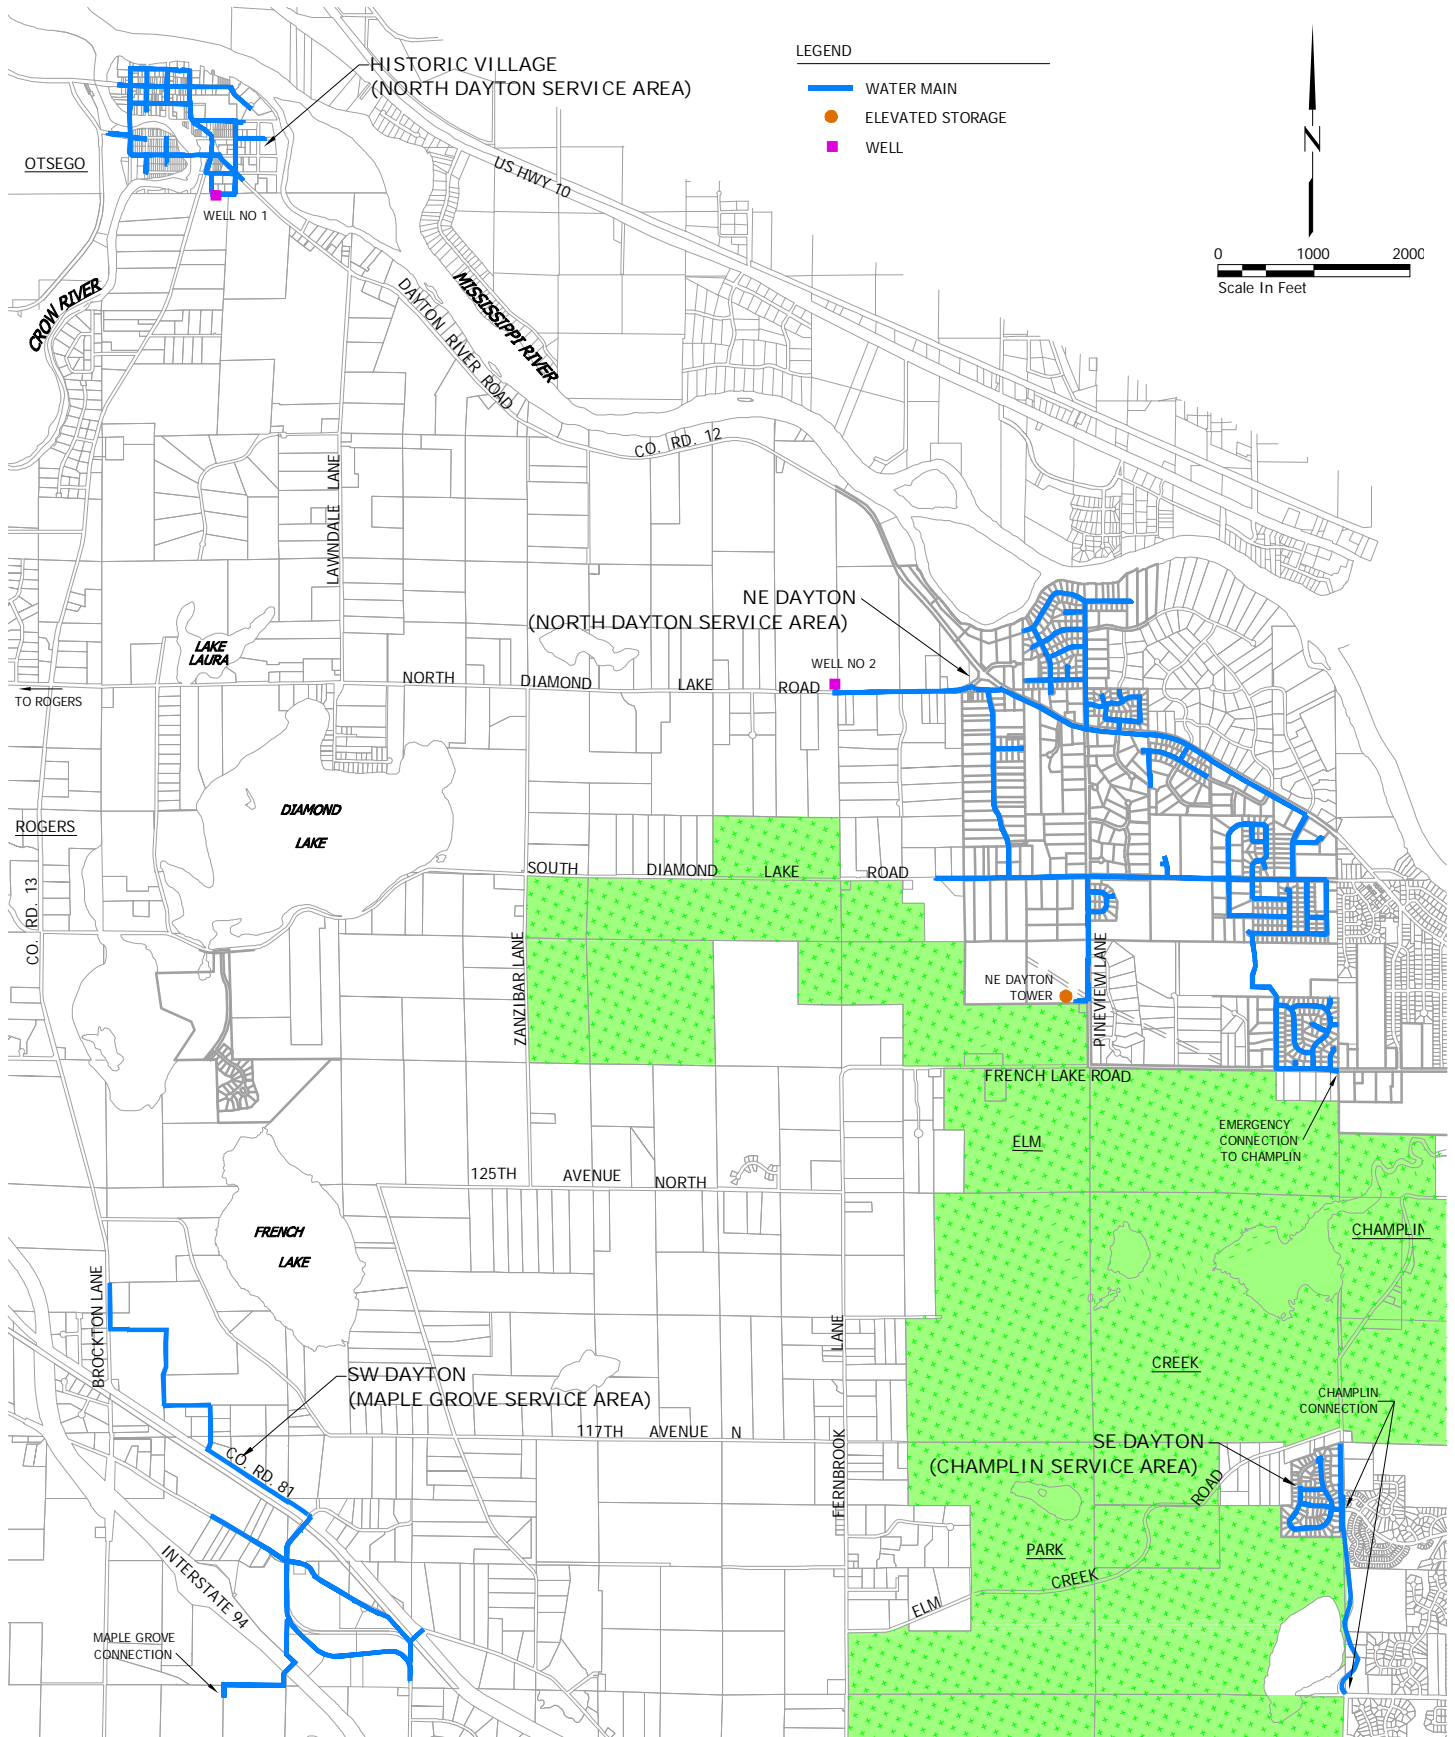 LEGEND
WATER MAIN
ELEVATED STORAGE
WELL
N
0 1000 2000
Scale In Feet
HISTORIC VILLAGE
(NORTH DAYTON SERVICE AREA)
OTSEGO
WELL NO 1
US HWY 10
CROW RIVER
MISSISSIPPI RIVER
DAYTON RIVER ROAD
CO. RD. 12
LAWNDALE LANE
NE DAYTON
(NORTH DAYTON SERVICE AREA)
LAKE
LAURA
WELL NO 2
NORTH DIAMOND LAKE ROAD
TO ROGERS
DIAMOND
LAKE
ROGERS
SOUTH DIAMOND LAKE ROAD
CO. RD. 13
ZANZIBAR LANE
NE DAYTON
TOWER
PINEVIEW LANE
FRENCH LAKE ROAD
EMERGENCY
CONNECTION
TO CHAMPLIN
ELM
125TH AVENUE NORTH
FRENCH
LAKE
CHAMPLIN
BROCKTON LANE
FERNBROOK LANE
CREEK
SW DAYTON
(MAPLE GROVE SERVICE AREA)
CHAMPLIN
CONNECTION
117TH AVENUE N
SE DAYTON
(CHAMPLIN SERVICE AREA)
CO. RD. 81
PARK
ELM CREEK ROAD
INTERSTATE 94
MAPLE GROVE
CONNECTION